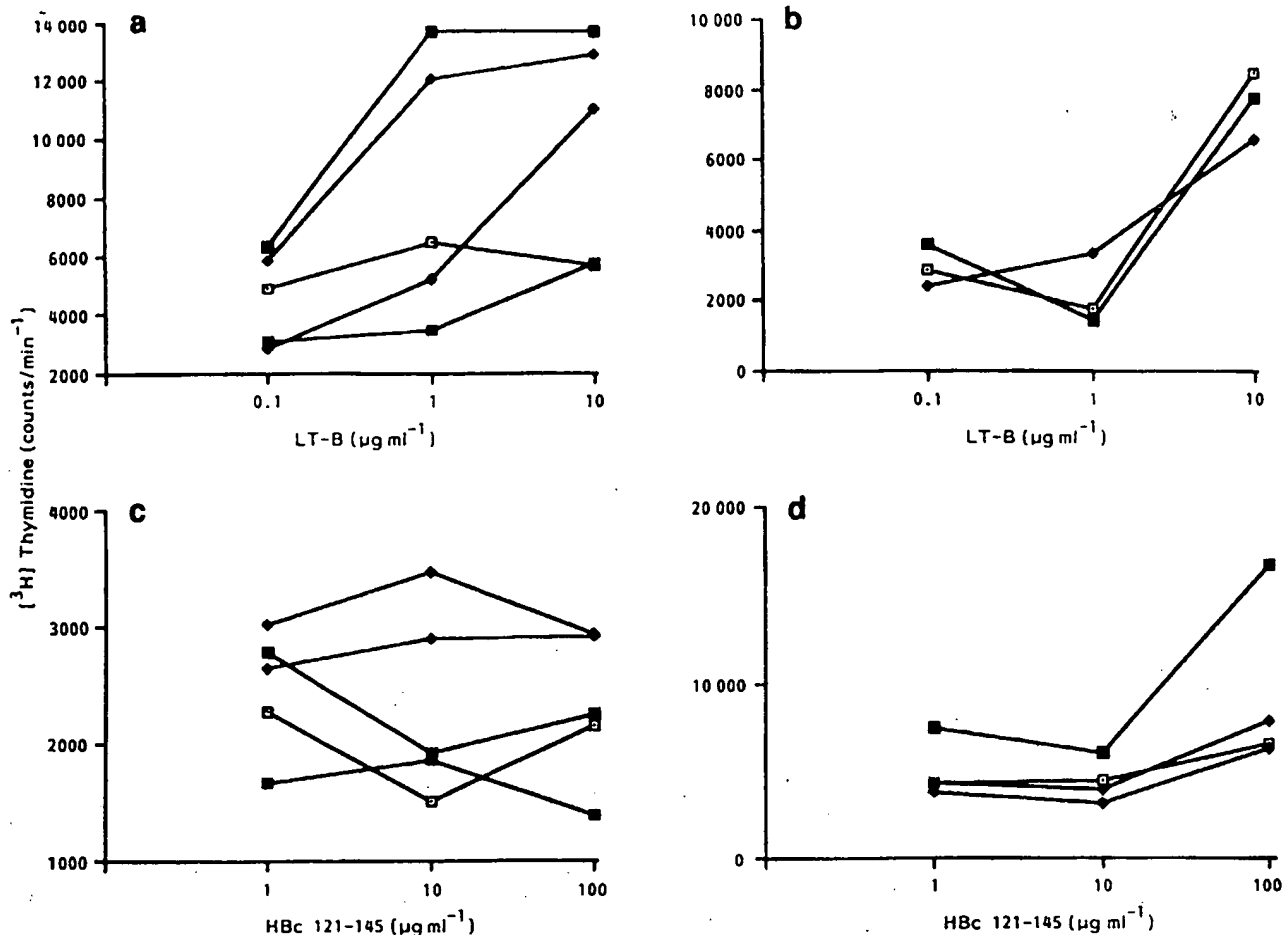 a
14 000
12 000
10 000
8000
6000
4000
2000
0.1 1 10
LT-B (µg ml⁻¹)
b
10 000
8000
6000
4000
2000
0
0.1 1 10
LT-B (µg ml⁻¹)
[³H] Thymidine (counts/min⁻¹)
c
4000
3000
2000
1000
1 10 100
HBc 121-145 (µg ml⁻¹)
d
20 000
10 000
0
1 10 100
HBc 121-145 (µg ml⁻¹)